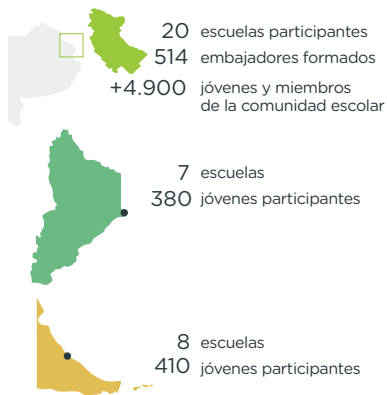 20 escuelas participantes
514 embajadores formados
+4.900 jóvenes y miembros
de la comunidad escolar
7 escuelas
380 jóvenes participantes
8 escuelas
410 jóvenes participantes